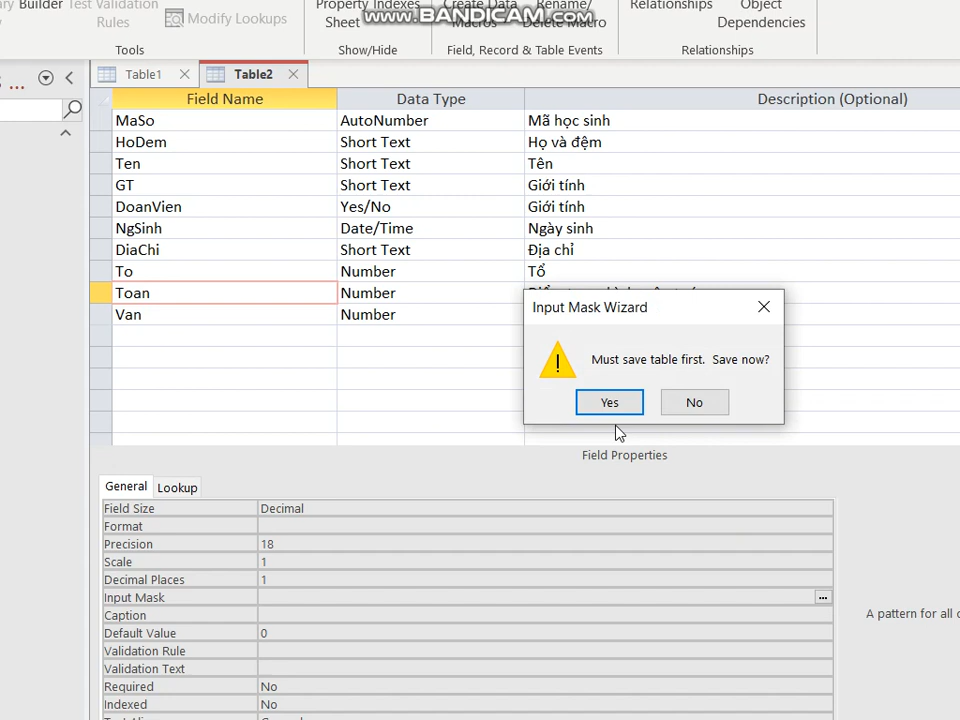 Builder Test Validation
Rules
Modify Lookups
Property Indexes
Sheet
Create Data
Macros
Rename/
Delete Macro
Relationships
Object
Dependencies
www.BANDICAM.com
Tools
Show/Hide
Field, Record & Table Events
Relationships
Table1
Table2
Field Name Data Type Description (Optional)
MaSo AutoNumber Mã học sinh
HoDem Short Text Họ và đệm
Ten Short Text Tên
GT Short Text Giới tính
DoanVien Yes/No Giới tính
NgSinh Date/Time Ngày sinh
DiaChi Short Text Địa chỉ
To Number Tổ
Toan Number
Van Number
Input Mask Wizard
Must save table first. Save now?
Yes No
Field Properties
General Lookup
Field Size Decimal
Format
Precision 18
Scale 1
Decimal Places 1
Input Mask ...
Caption
Default Value 0
Validation Rule
Validation Text
Required No
Indexed No
A pattern for all